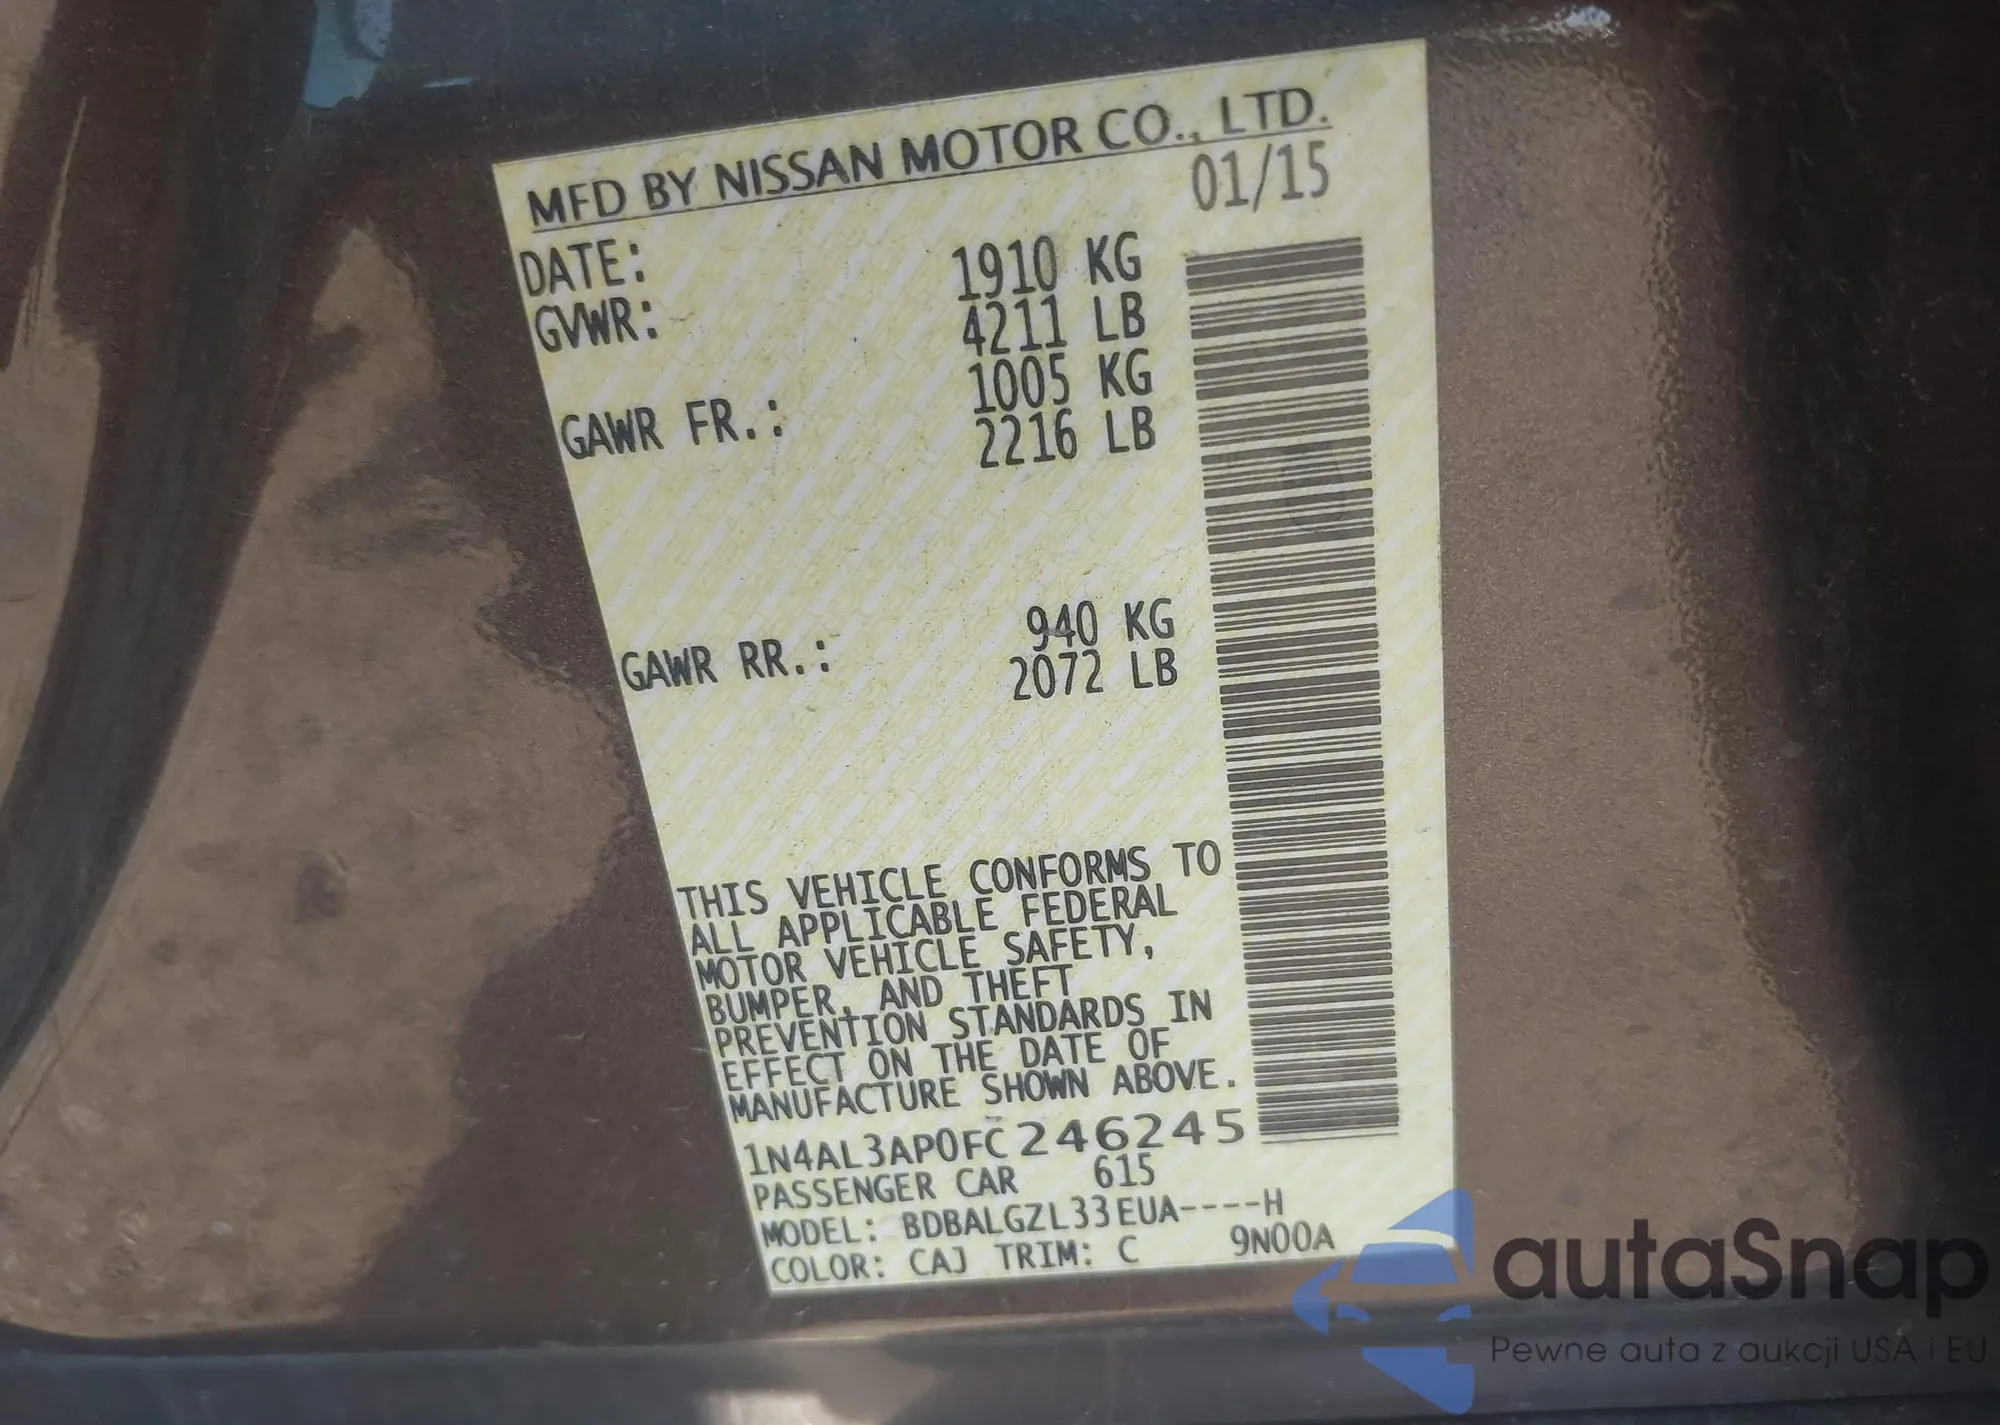 MFD BY NISSAN MOTOR CO., LTD.
DATE: 01/15
GVWR: 1910 KG
4211 LB
GAWR FR.: 1005 KG
2216 LB
GAWR RR.: 940 KG
2072 LB
THIS VEHICLE CONFORMS TO
ALL APPLICABLE FEDERAL
MOTOR VEHICLE SAFETY,
BUMPER, AND THEFT
PREVENTION STANDARDS IN
EFFECT ON THE DATE OF
MANUFACTURE SHOWN ABOVE.
1N4AL3AP0FC246245
PASSENGER CAR 615
MODEL: BDBALGZL33EUA----H
COLOR: CAJ TRIM: C 9N00A
autaSnap
Pewne auta z aukcji USA i EU